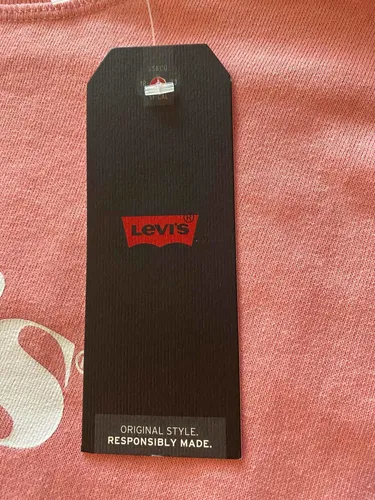 LEVI'S®
ORIGINAL STYLE.
RESPONSIBLY MADE.
's
®